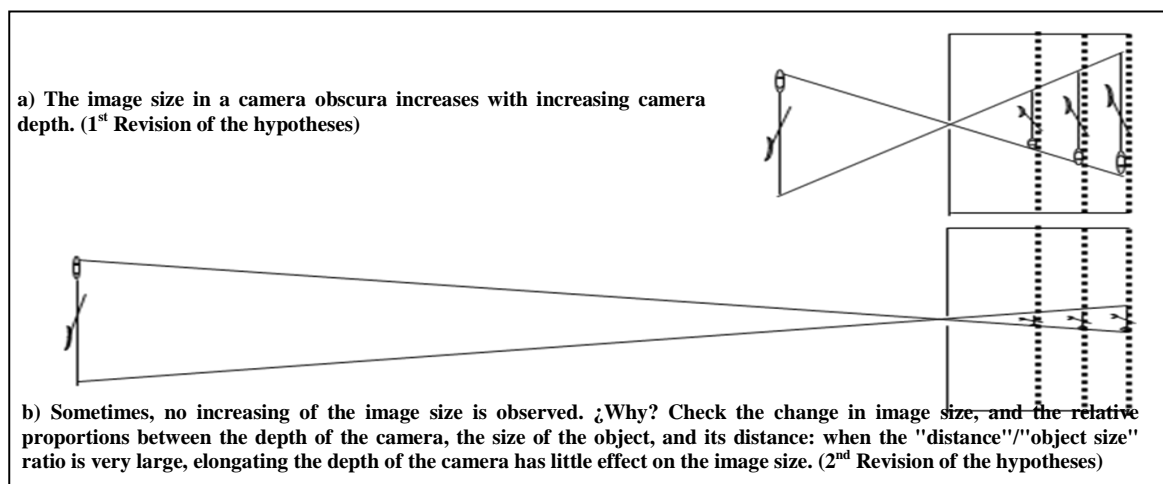 a) The image size in a camera obscura increases with increasing camera
depth. (1st Revision of the hypotheses)
b) Sometimes, no increasing of the image size is observed. ¿Why? Check the change in image size, and the relative
proportions between the depth of the camera, the size of the object, and its distance: when the "distance"/"object size"
ratio is very large, elongating the depth of the camera has little effect on the image size. (2nd Revision of the hypotheses)